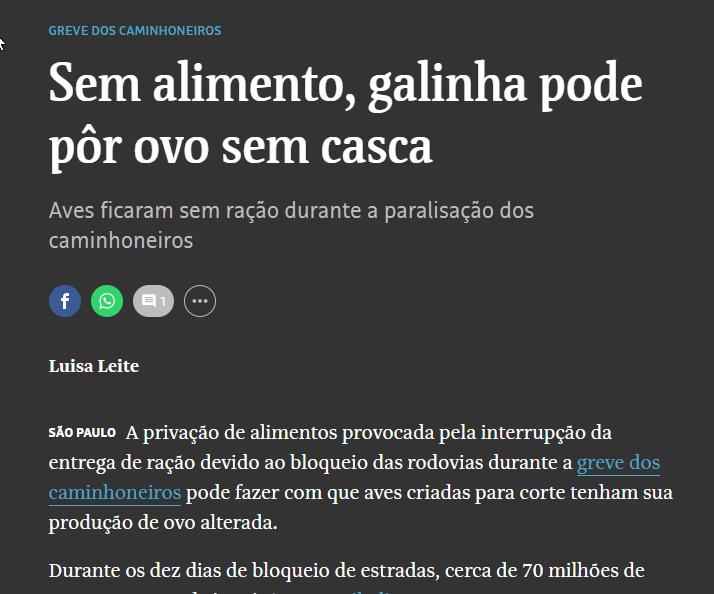 GREVE DOS CAMINHONEIROS
Sem alimento, galinha pode
pôr ovo sem casca
Aves ficaram sem ração durante a paralisação dos
caminhoneiros
1
Luisa Leite
SÃO PAULO A privação de alimentos provocada pela interrupção da
entrega de ração devido ao bloqueio das rodovias durante a greve dos
caminhoneiros pode fazer com que aves criadas para corte tenham sua
produção de ovo alterada.
Durante os dez dias de bloqueio de estradas, cerca de 70 milhões de